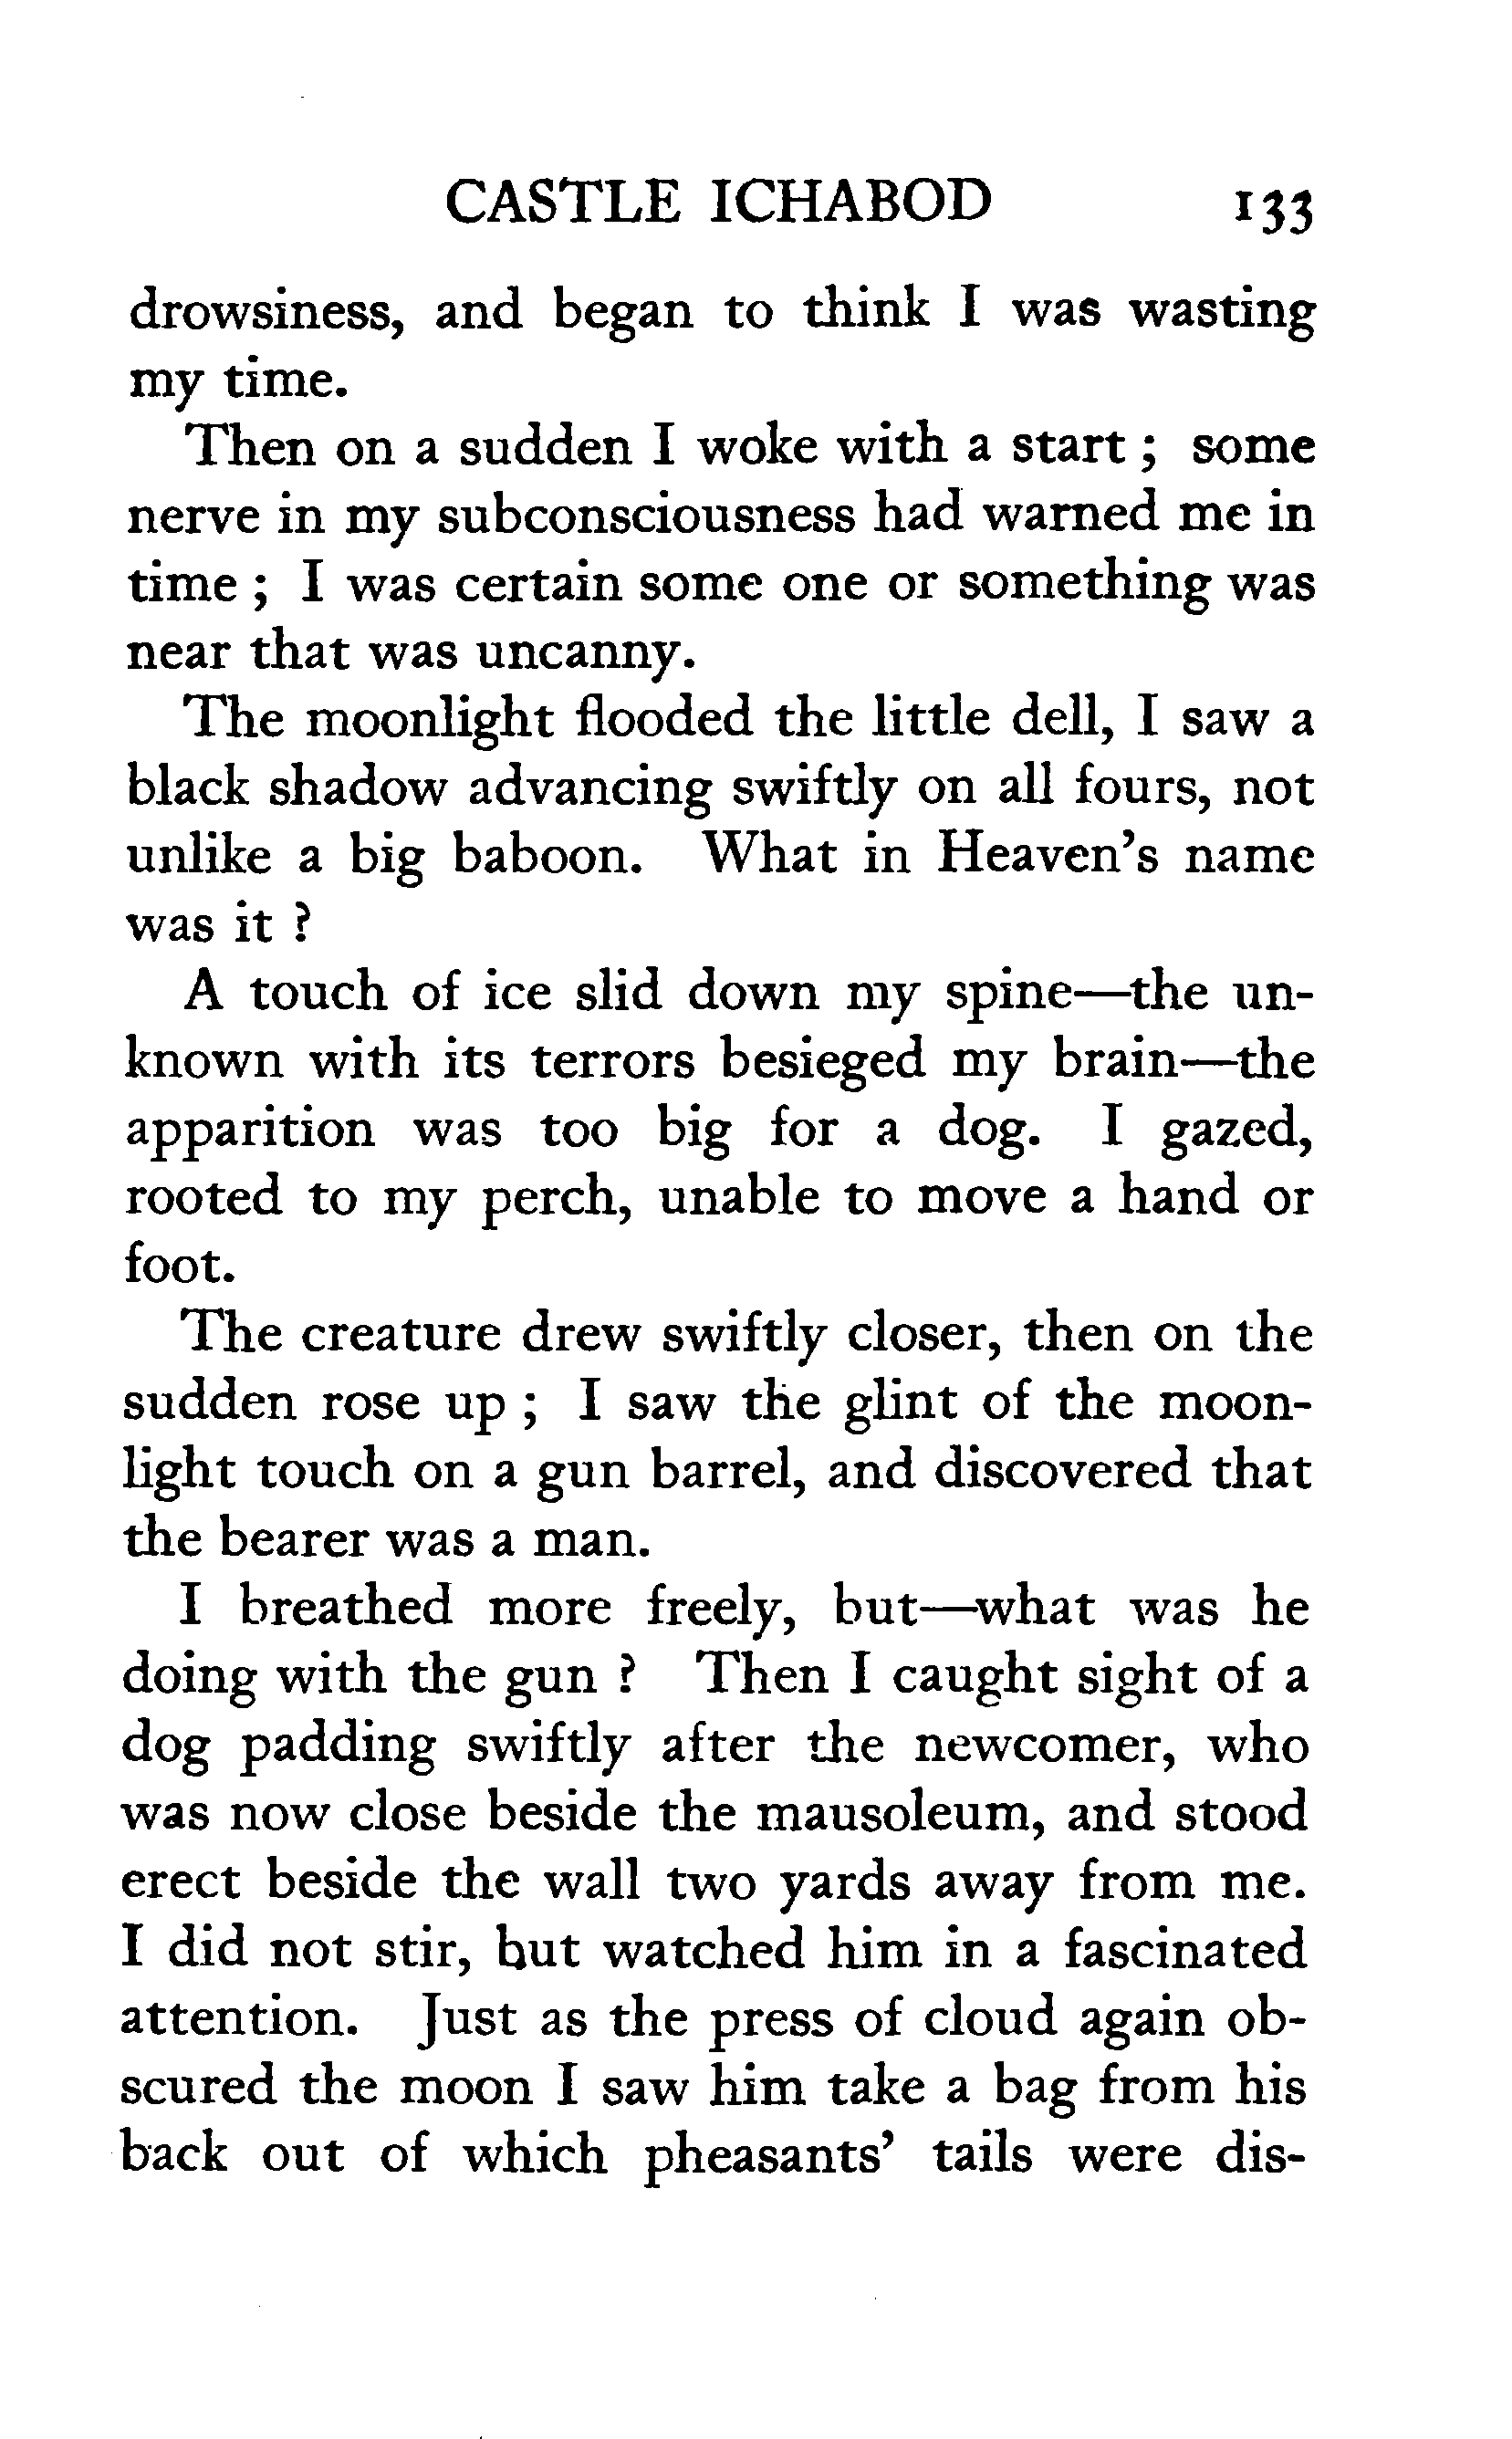 CASTLE ICHABOD 133
drowsiness, and began to think I was wasting
my time.
Then on a sudden I woke with a start ; some
nerve in my subconsciousness had warned me in
time ; I was certain some one or something was
near that was uncanny.
The moonlight flooded the little dell, I saw a
black shadow advancing swiftly on all fours, not
unlike a big baboon. What in Heaven's name
was it ?
A touch of ice slid down my spine—the un-
known with its terrors besieged my brain—the
apparition was too big for a dog. I gazed,
rooted to my perch, unable to move a hand or
foot.
The creature drew swiftly closer, then on the
sudden rose up ; I saw the glint of the moon-
light touch on a gun barrel, and discovered that
the bearer was a man.
I breathed more freely, but—what was he
doing with the gun ? Then I caught sight of a
dog padding swiftly after the newcomer, who
was now close beside the mausoleum, and stood
erect beside the wall two yards away from me.
I did not stir, but watched him in a fascinated
attention. Just as the press of cloud again ob-
scured the moon I saw him take a bag from his
back out of which pheasants' tails were dis-